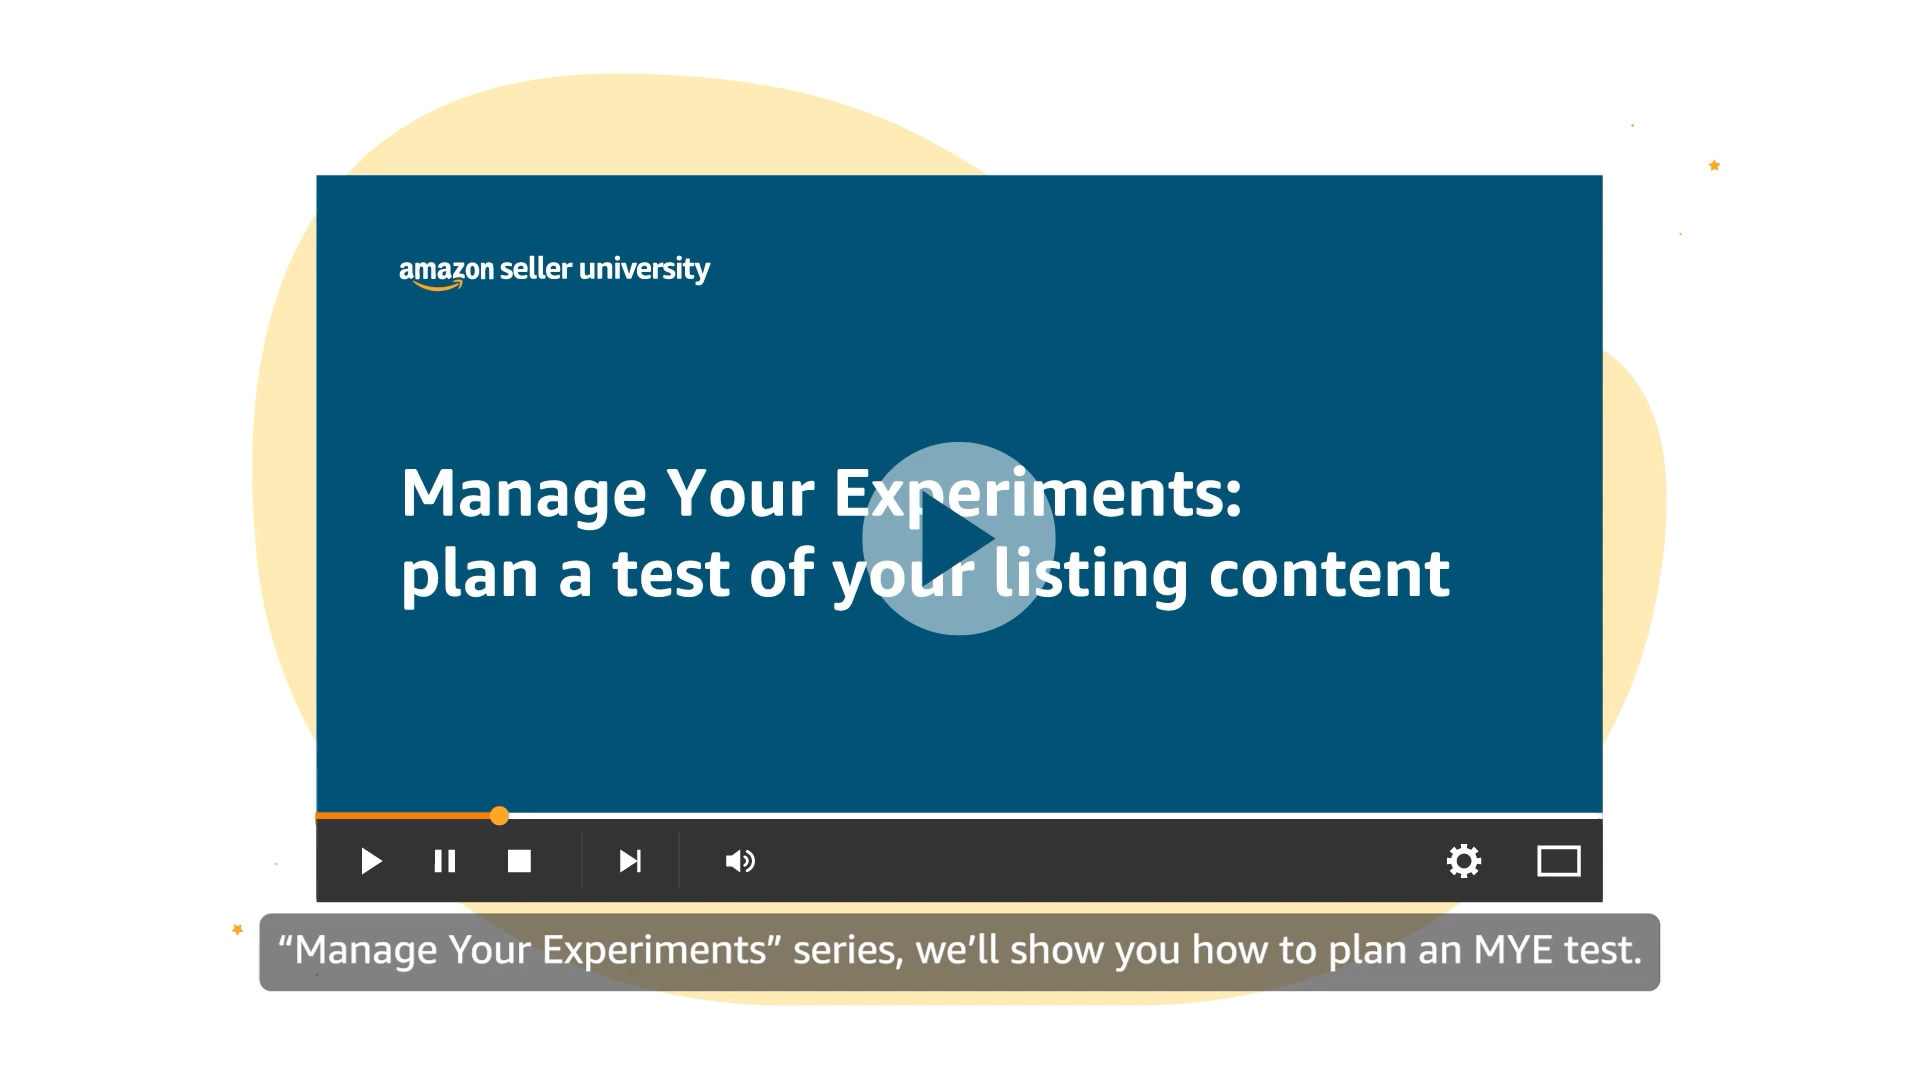 amazon seller university
Manage Your Experiments:
plan a test of your listing content
“Manage Your Experiments” series, we’ll show you how to plan an MYE test.